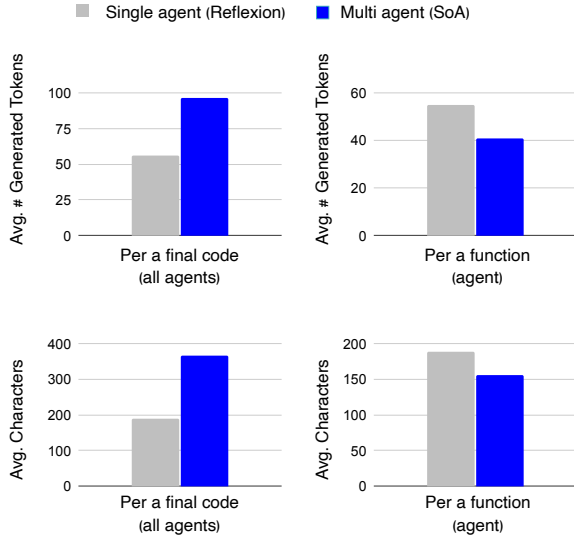 Single agent (Reflexion) Multi agent (SoA)
Avg. # Generated Tokens
100
75
50
25
0
Per a final code
(all agents)
Avg. # Generated Tokens
60
40
20
0
Per a function
(agent)
Avg. Characters
400
300
200
100
0
Per a final code
(all agents)
Avg. Characters
200
150
100
50
0
Per a function
(agent)